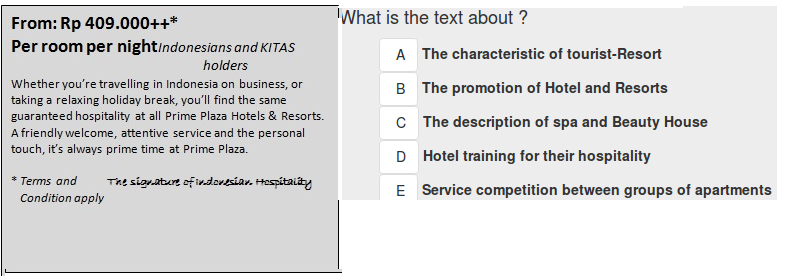 From: Rp 409.000++*
Per room per night Indonesians and KITAS
holders
Whether you're travelling in Indonesia on business, or
taking a relaxing holiday break, you'll find the same
guaranteed hospitality at all Prime Plaza Hotels & Resorts.
A friendly welcome, attentive service and the personal
touch, it's always prime time at Prime Plaza.
* Terms and The signature of Indonesian Hospitality
Condition apply
What is the text about ?
A The characteristic of tourist-Resort
B The promotion of Hotel and Resorts
C The description of spa and Beauty House
D Hotel training for their hospitality
E Service competition between groups of apartments